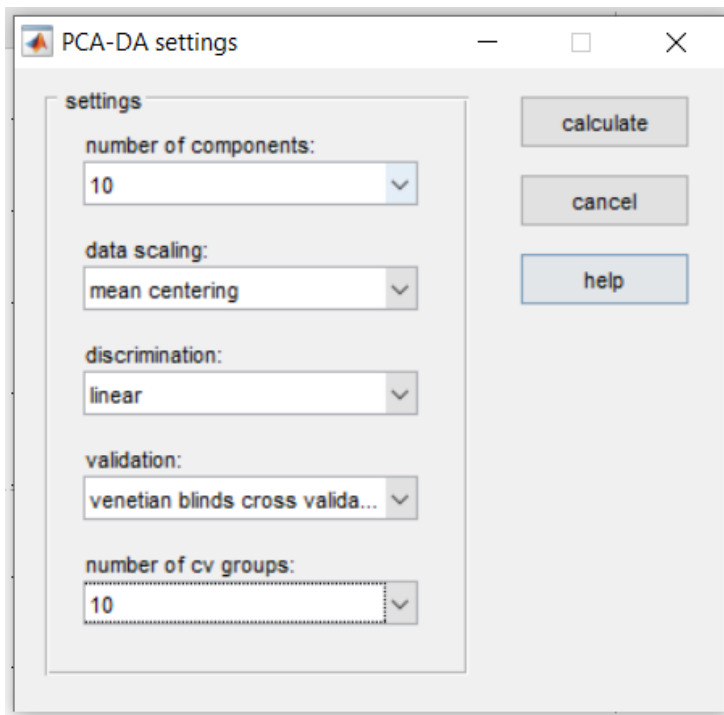 PCA-DA settings
settings
number of components:
10
data scaling:
mean centering
discrimination:
linear
validation:
venetian blinds cross valida...
number of cv groups:
10
calculate
cancel
help